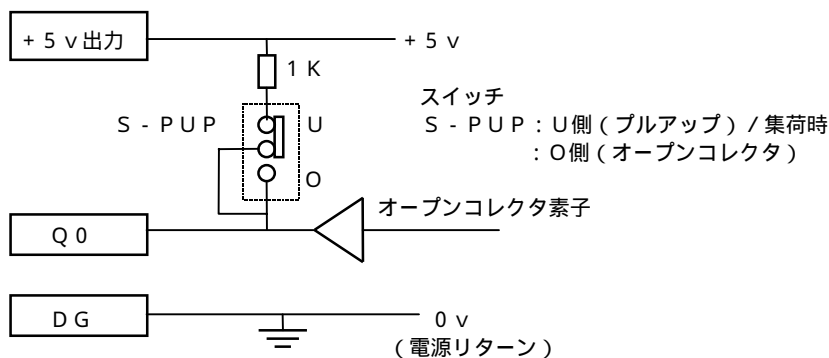 +5v出力
+5v
1K
スイッチ
S-PUP
U
S-PUP:U側(プルアップ)/集荷時
:O側(オープンコレクタ)
O
オープンコレクタ素子
Q0
DG
0v
(電源リターン)